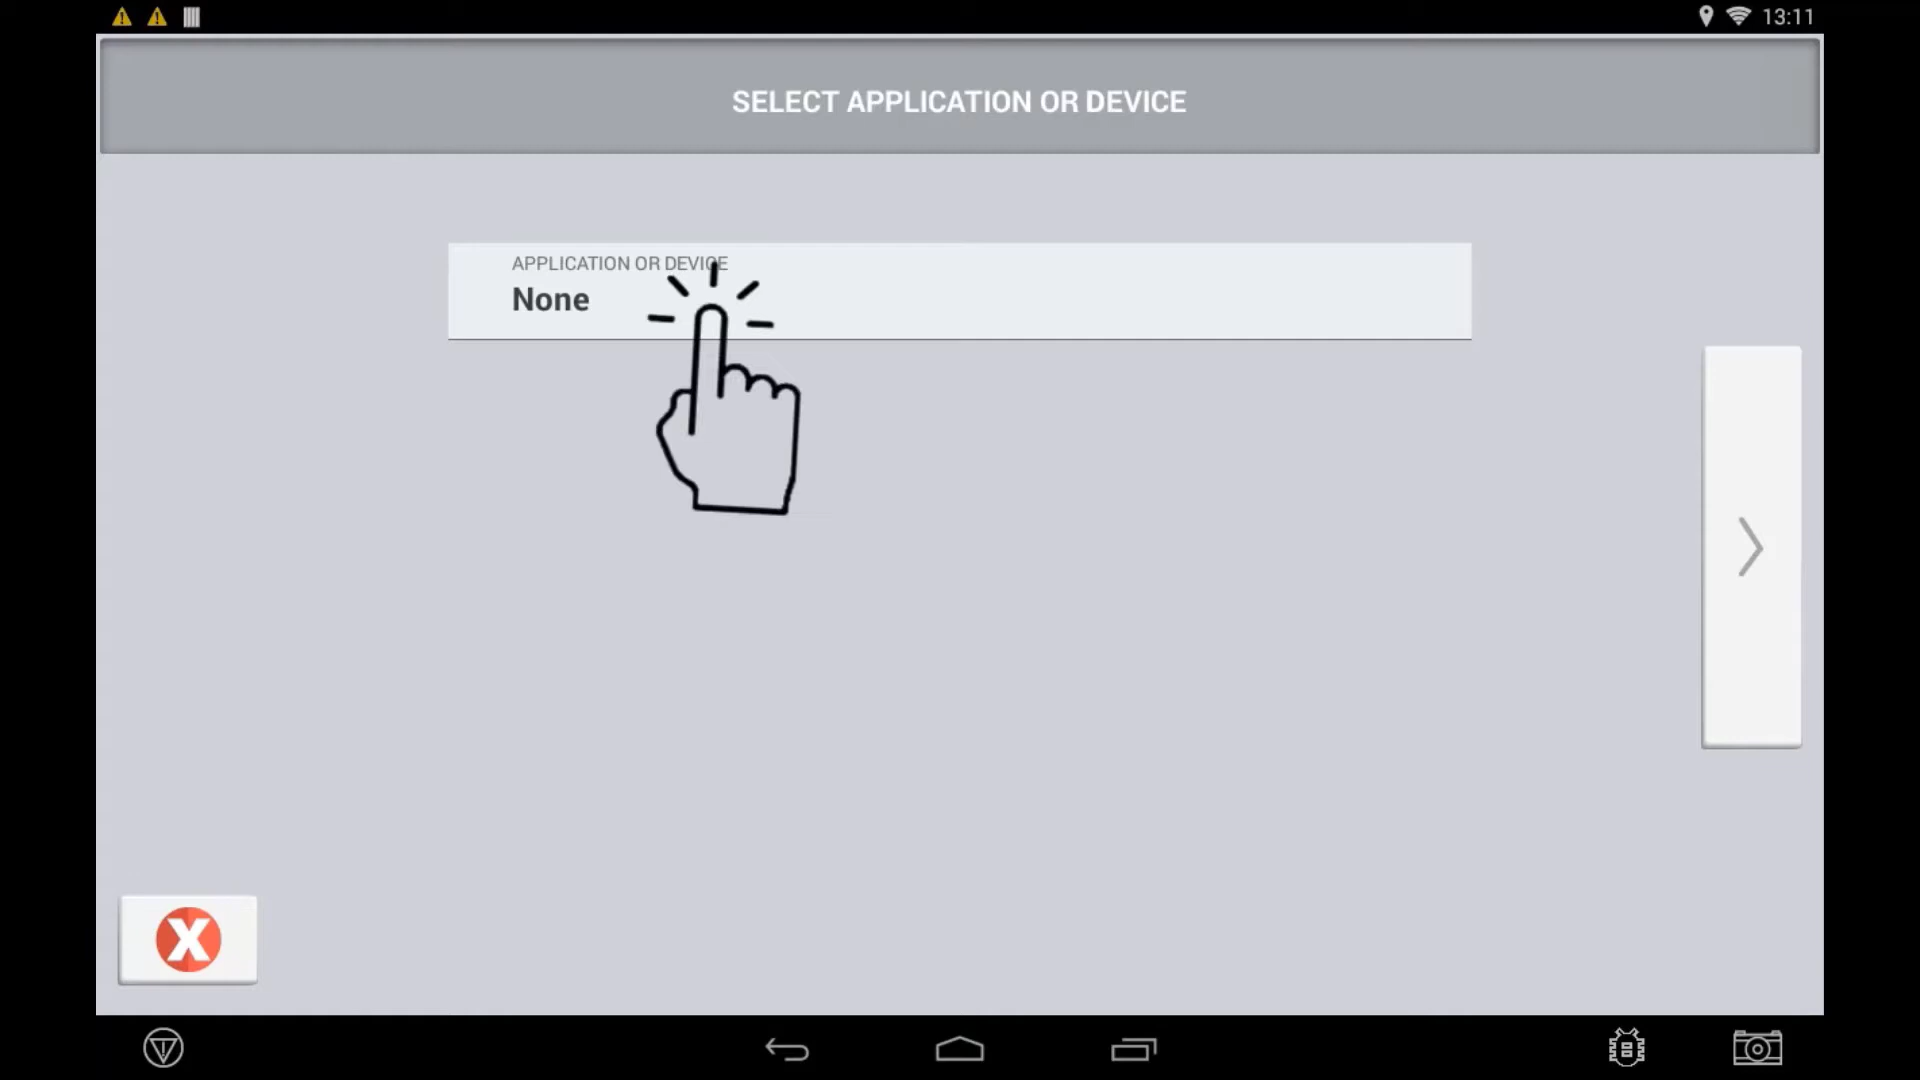 13:11
SELECT APPLICATION OR DEVICE
APPLICATION OR DEVICE
None
X